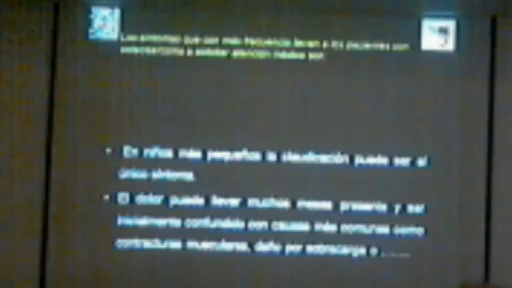 Los síntomas que con más frecuencia llevan a los pacientes con
osteosarcoma a solicitar atención médica son:
• En niños más pequeños la claudicación puede ser el
único síntoma.
• El dolor puede llevar muchos meses presente y ser
inicialmente confundido con causas más comunes como
contracturas musculares, daño por sobrecarga o